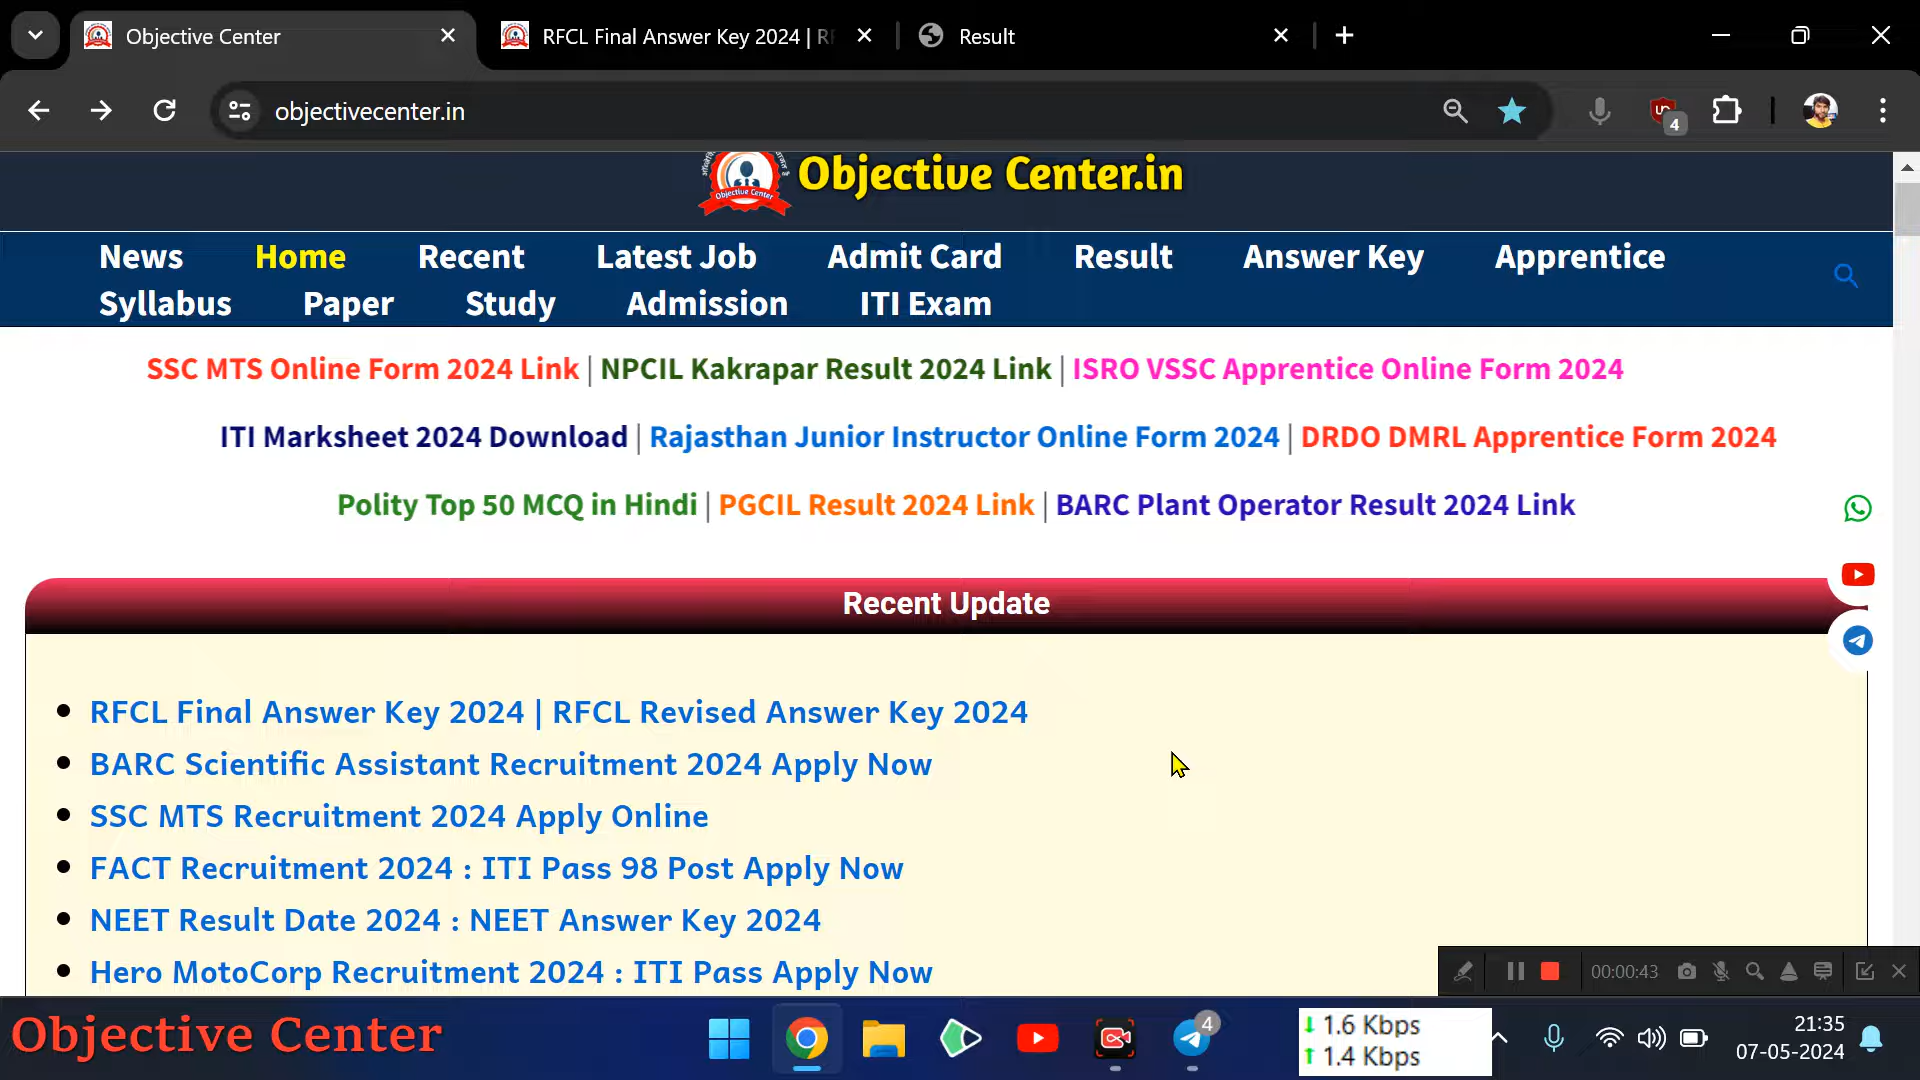 Objective Center
RFCL Final Answer Key 2024 | RF
Result
objectivecenter.in
4
Objective Center
Objective Center.in
News Home Recent Latest Job Admit Card Result Answer Key Apprentice
Syllabus Paper Study Admission ITI Exam
SSC MTS Online Form 2024 Link | NPCIL Kakrapar Result 2024 Link | ISRO VSSC Apprentice Online Form 2024
ITI Marksheet 2024 Download | Rajasthan Junior Instructor Online Form 2024 | DRDO DMRL Apprentice Form 2024
Polity Top 50 MCQ in Hindi | PGCIL Result 2024 Link | BARC Plant Operator Result 2024 Link
Recent Update
RFCL Final Answer Key 2024 | RFCL Revised Answer Key 2024
BARC Scientific Assistant Recruitment 2024 Apply Now
SSC MTS Recruitment 2024 Apply Online
FACT Recruitment 2024 : ITI Pass 98 Post Apply Now
NEET Result Date 2024 : NEET Answer Key 2024
Hero MotoCorp Recruitment 2024 : ITI Pass Apply Now
00:00:43
Objective Center
4
1.6 Kbps
1.4 Kbps
21:35
07-05-2024